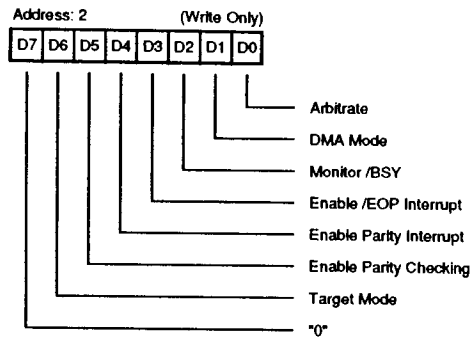 Address: 2 (Write Only)
D7 D6 D5 D4 D3 D2 D1 D0
Arbitrate
DMA Mode
Monitor /BSY
Enable /EOP Interrupt
Enable Parity Interrupt
Enable Parity Checking
Target Mode
"0"